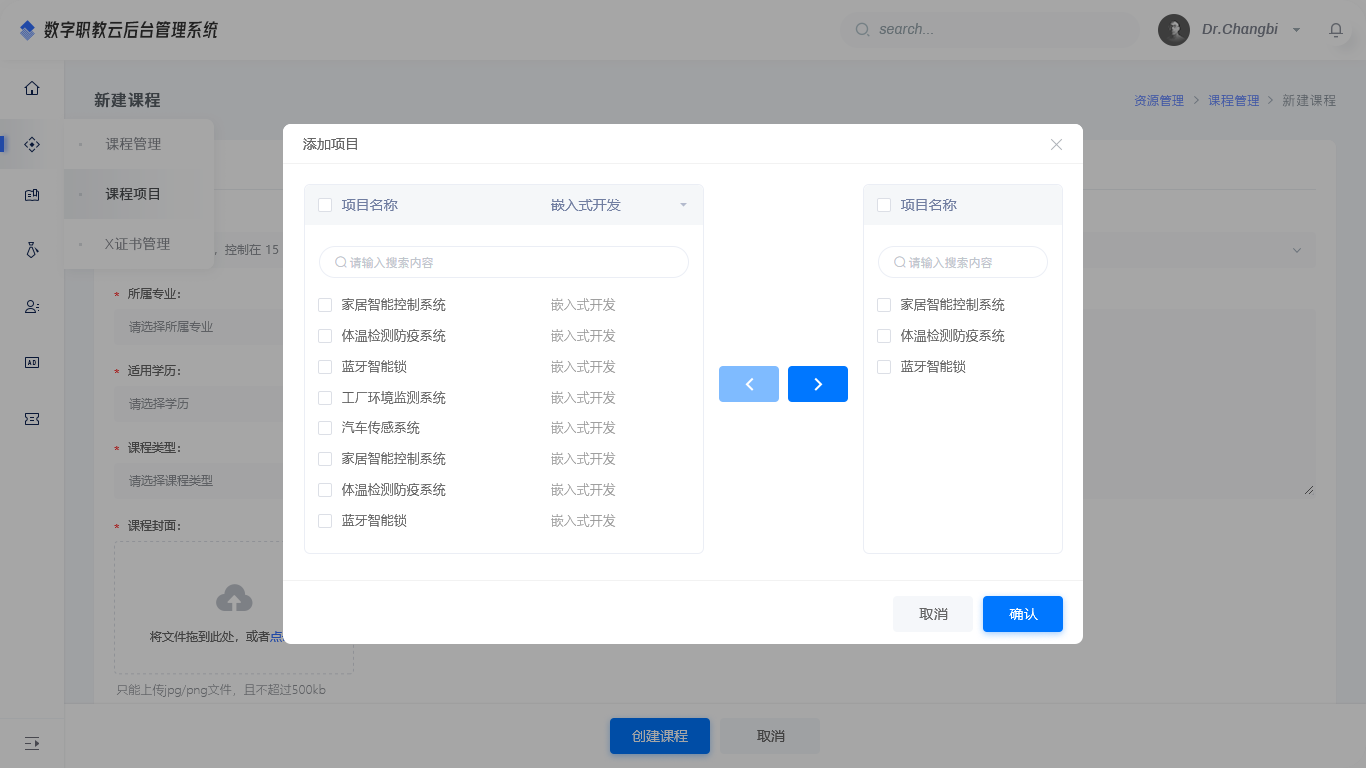 数字职教云后台管理系统
search...
Dr.Changbi
新建课程
资源管理 > 课程管理 > 新建课程
课程管理
课程项目
X证书管理
，控制在 15
* 所属专业:
请选择所属专业
* 适用学历:
请选择学历
* 课程类型:
请选择课程类型
* 课程封面:
将文件拖到此处，或者点
只能上传jpg/png文件，且不超过500kb
添加项目
项目名称 嵌入式开发
请输入搜索内容
家居智能控制系统 嵌入式开发
体温检测防疫系统 嵌入式开发
蓝牙智能锁 嵌入式开发
工厂环境监测系统 嵌入式开发
汽车传感系统 嵌入式开发
家居智能控制系统 嵌入式开发
体温检测防疫系统 嵌入式开发
蓝牙智能锁 嵌入式开发
项目名称
请输入搜索内容
家居智能控制系统
体温检测防疫系统
蓝牙智能锁
取消
确认
AD
创建课程
取消